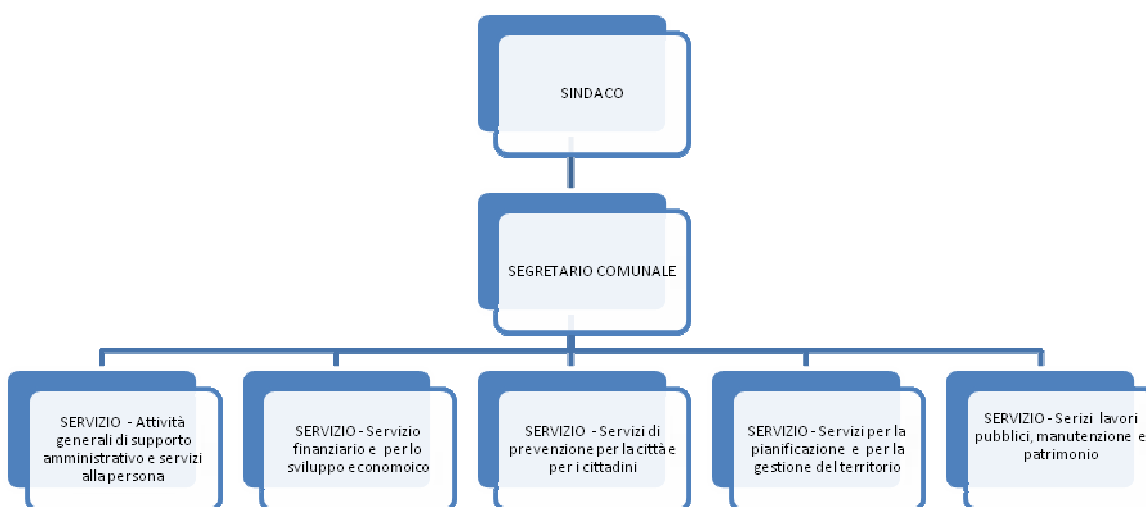 SINDACO
SEGRETARIO COMUNALE
SERVIZIO - Attività
generali di supporto
amministrativo e servizi
alla persona
SERVIZIO - Servizio
finanziario e per lo
sviluppo economoico
SERVIZIO - Servizi di
prevenzione per la città e
per i cittadini
SERVIZIO - Servizi per la
pianificazione e per la
gestione del territorio
SERVIZIO - Serizi lavori
pubblici, manutenzione e
patrimonio